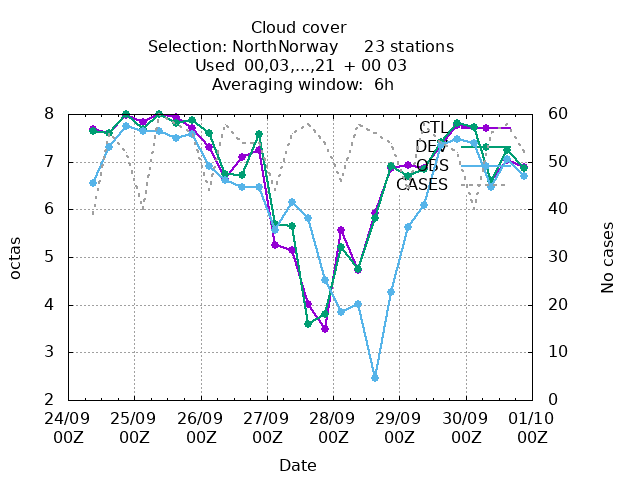 Cloud cover
Selection: NorthNorway 23 stations
Used 00,03,...,21 + 00 03
Averaging window: 6h
8
7
6
5
4
3
2
octas
60
50
40
30
20
10
0
No cases
CTL
DEV
OBS
CASES
24/09 25/09 26/09 27/09 28/09 29/09 30/09 01/10
00Z 00Z 00Z 00Z 00Z 00Z 00Z 00Z
Date